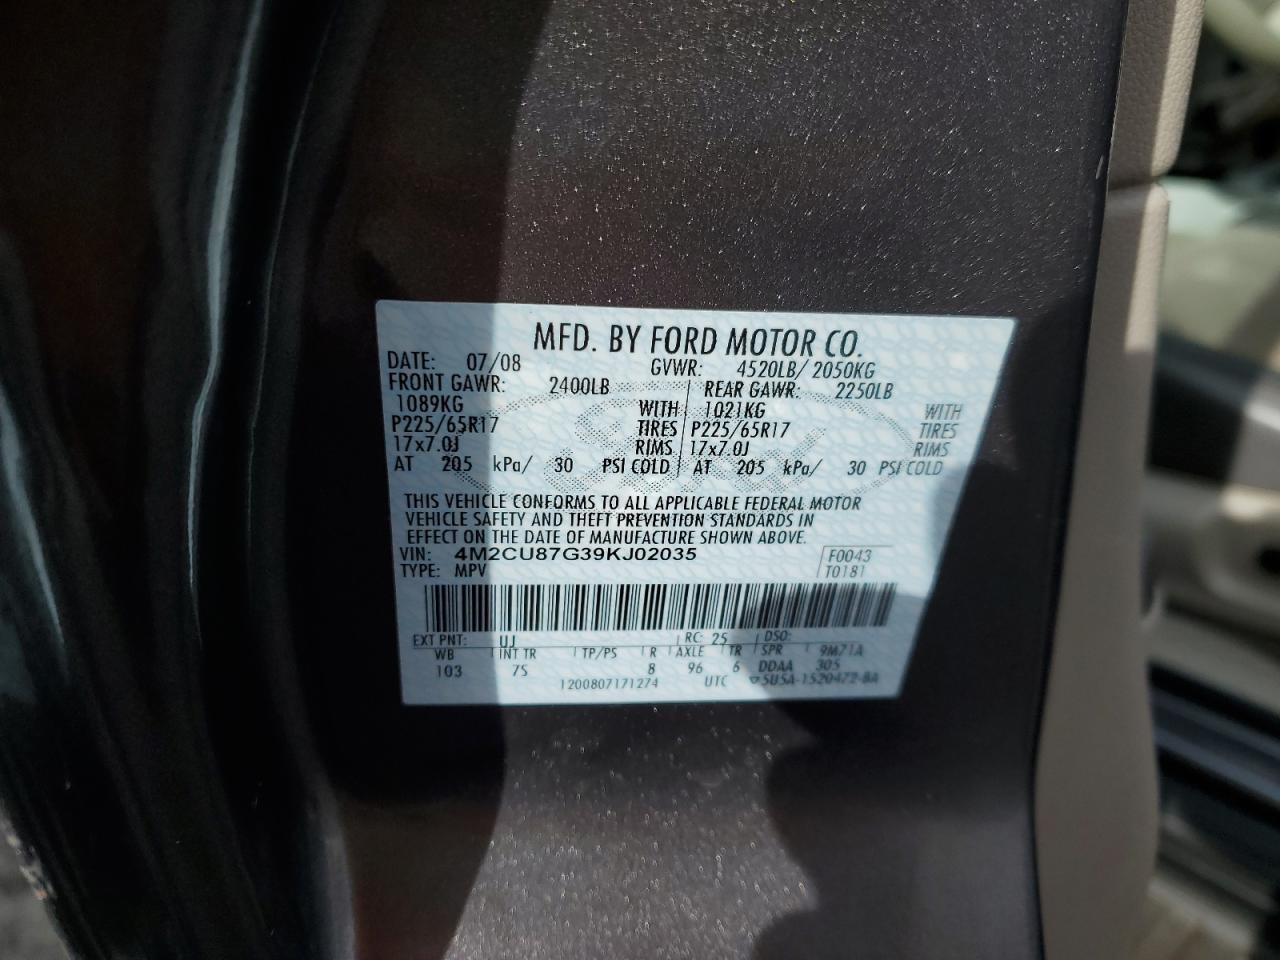 MFD. BY FORD MOTOR CO.
DATE: 07/08 GVWR: 4520LB/ 2050KG
FRONT GAWR: 2400LB REAR GAWR: 2250LB
1089KG WITH 1021KG WITH
P225/65R17 TIRES P225/65R17 TIRES
17x7.0J RIMS 17x7.0J RIMS
AT 205 kPa/ 30 PSI COLD AT 205 kPa/ 30 PSI COLD
THIS VEHICLE CONFORMS TO ALL APPLICABLE FEDERAL MOTOR
VEHICLE SAFETY AND THEFT PREVENTION STANDARDS IN
EFFECT ON THE DATE OF MANUFACTURE SHOWN ABOVE.
VIN: 4M2CU87G39KJ02035 F0043
TYPE: MPV T0181
EXT PNT: UJ RC: 25 DSO:
WB INT TR TP/PS R AXLE TR SPR 9M71A
103 7S 8 96 6 DDAA 305
1200807171274 UTC ▽5U5A-1520472-BA